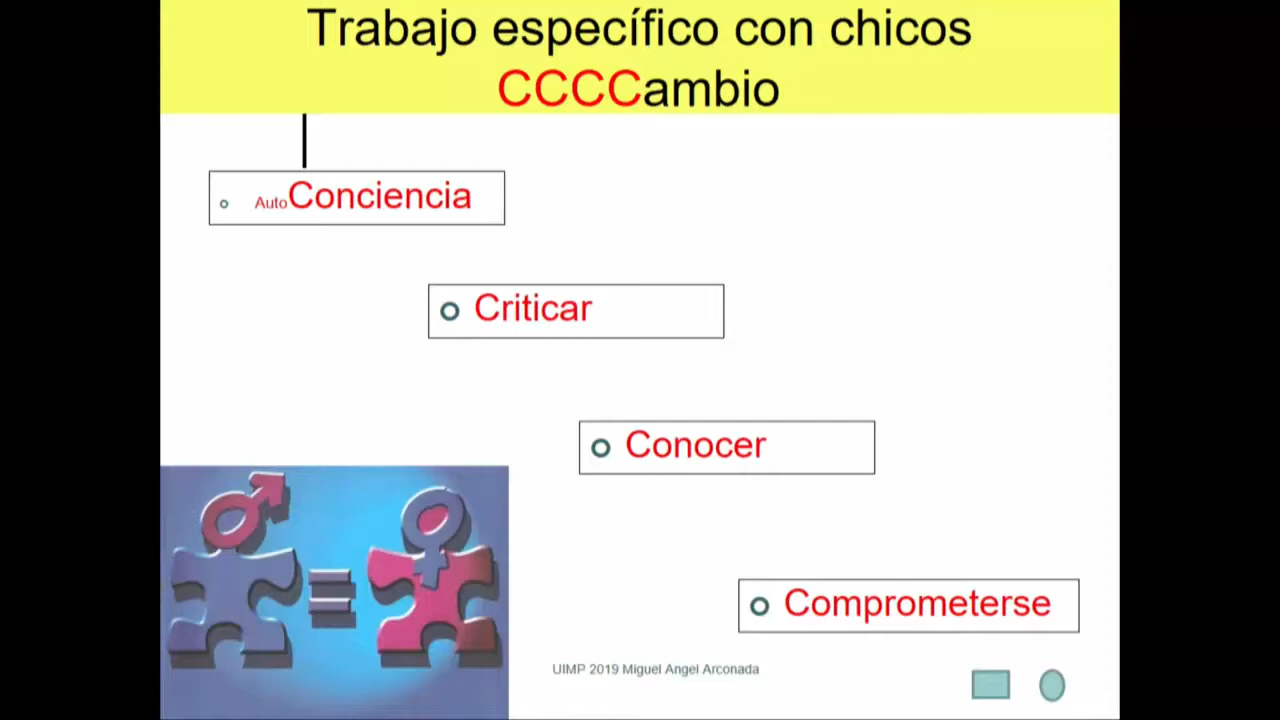 Trabajo específico con chicos
CCCCambio
AutoConciencia
Criticar
Conocer
Comprometerse
UIMP 2019 Miguel Angel Arconada